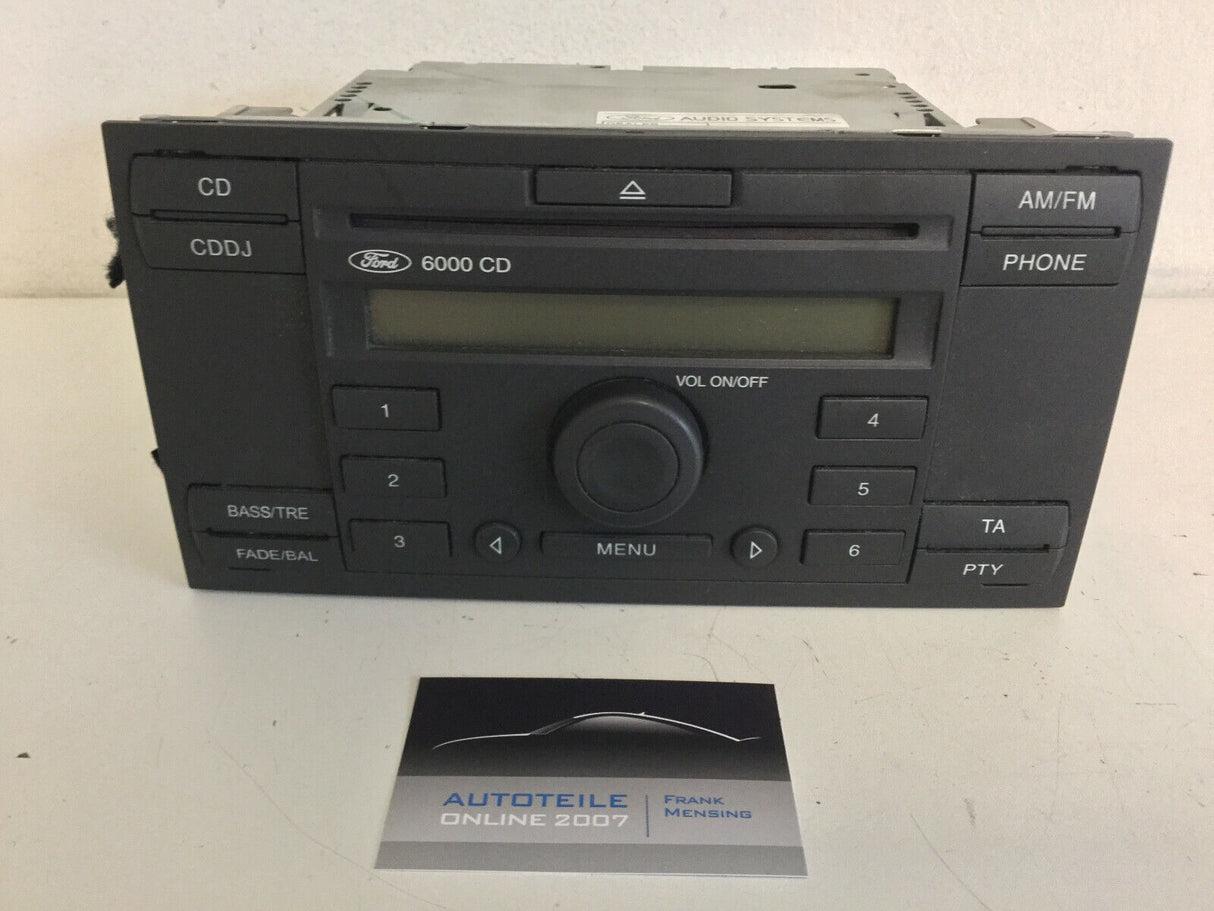 AUDIO SYSTEMS
CD
AM/FM
CDDJ
PHONE
Ford 6000 CD
VOL ON/OFF
1
4
2
5
BASS/TRE
TA
3
MENU
6
FADE/BAL
PTY
AUTOTEILE
ONLINE 2007
FRANK
MENSING